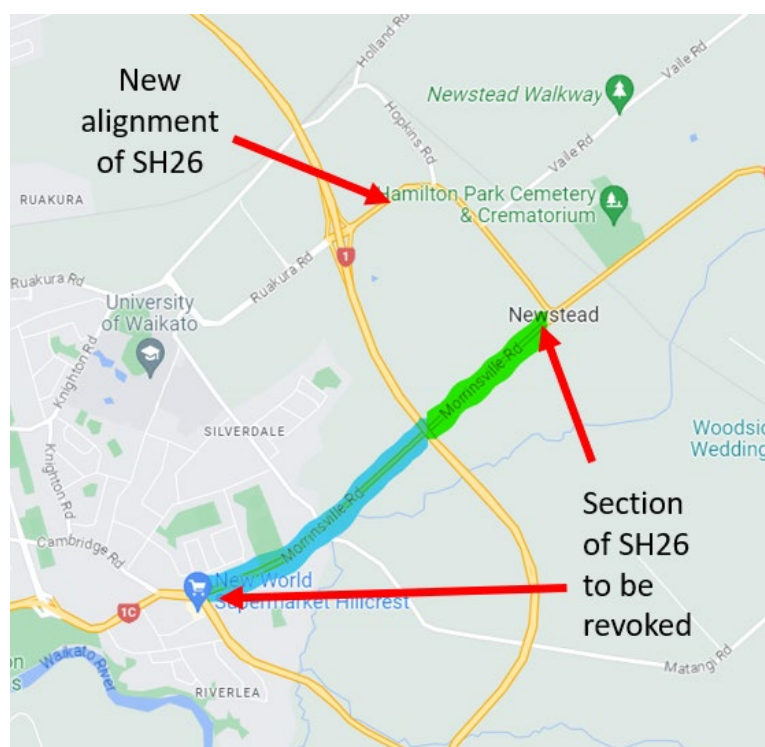 New
alignment
of SH26
Holland Rd
Hopkins Rd
Newstead Walkway
Vaile Rd
Vaile Rd
Hamilton Park Cemetery
& Crematorium
RUAKURA
Ruakura Rd
Ruakura Rd
1
University
of Waikato
Knighton Rd
Knighton Rd
Newstead
Morrinsville Rd
SILVERDALE
Morrinsville Rd
Cambridge Rd
New World
Supermarket Hillcrest
1C
Waikato River
RIVERLEA
Matangi Rd
Woodsid
Wedding
Section
of SH26
to be
revoked